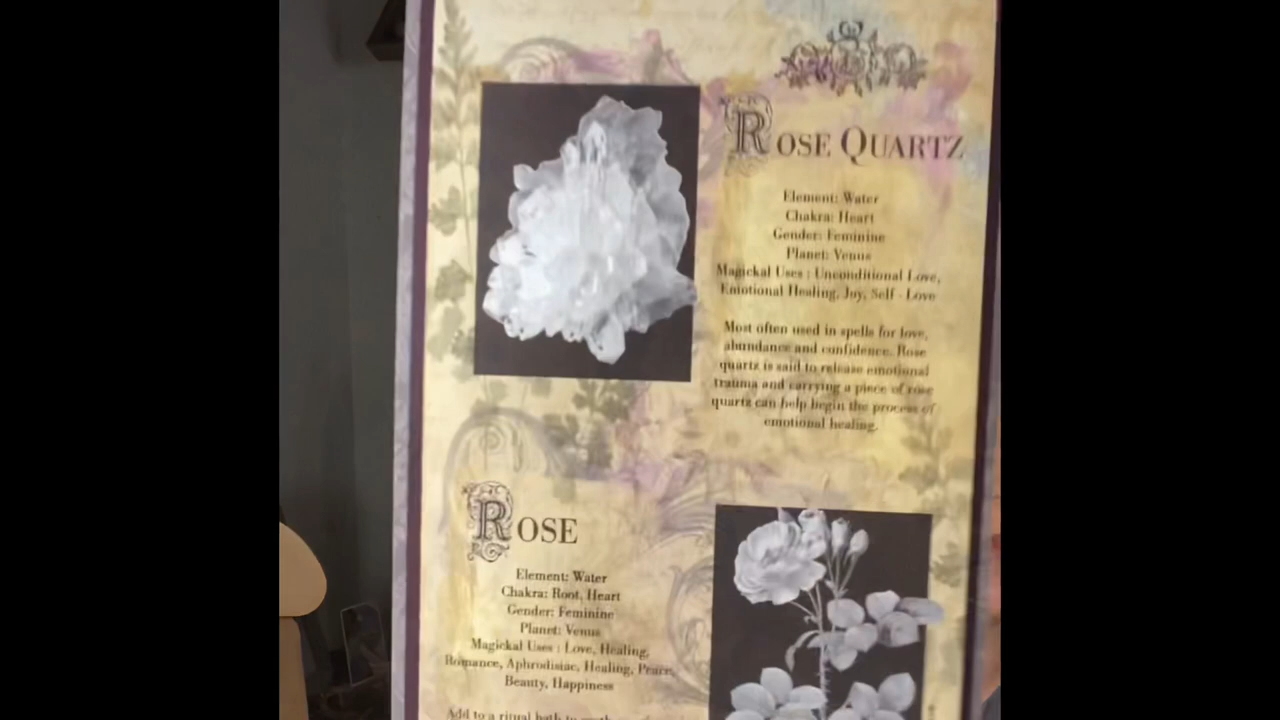 ROSE QUARTZ
Element: Water
Chakra: Heart
Gender: Feminine
Planet: Venus
Magickal Uses : Unconditional Love,
Emotional Healing, Joy, Self - Love
Most often used in spells for love,
abundance and confidence. Rose
quartz is said to release emotional
trauma and carrying a piece of rose
quartz can help begin the process of
emotional healing.
ROSE
Element: Water
Chakra: Root, Heart
Gender: Feminine
Planet: Venus
Magickal Uses : Love, Healing,
Romance, Aphrodisiac, Healing, Peace,
Beauty, Happiness
Add to a ritual bath to